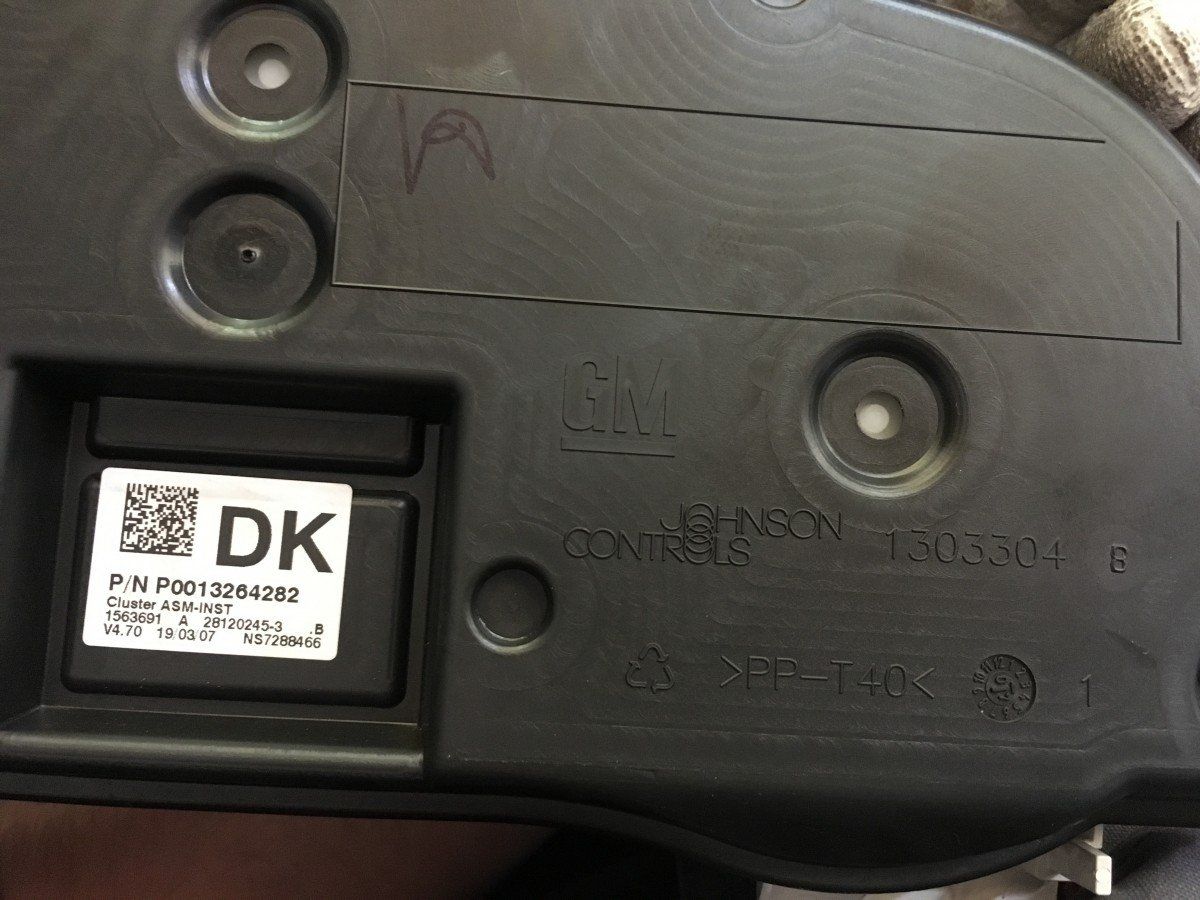 GM
JOHNSON
CONTROLS
1303304 B
DK
P/N P0013264282
Cluster ASM-INST
1563691 A 28120245-3 .B
V4.70 19/03/07 NS7288466
>PP-T40<
1